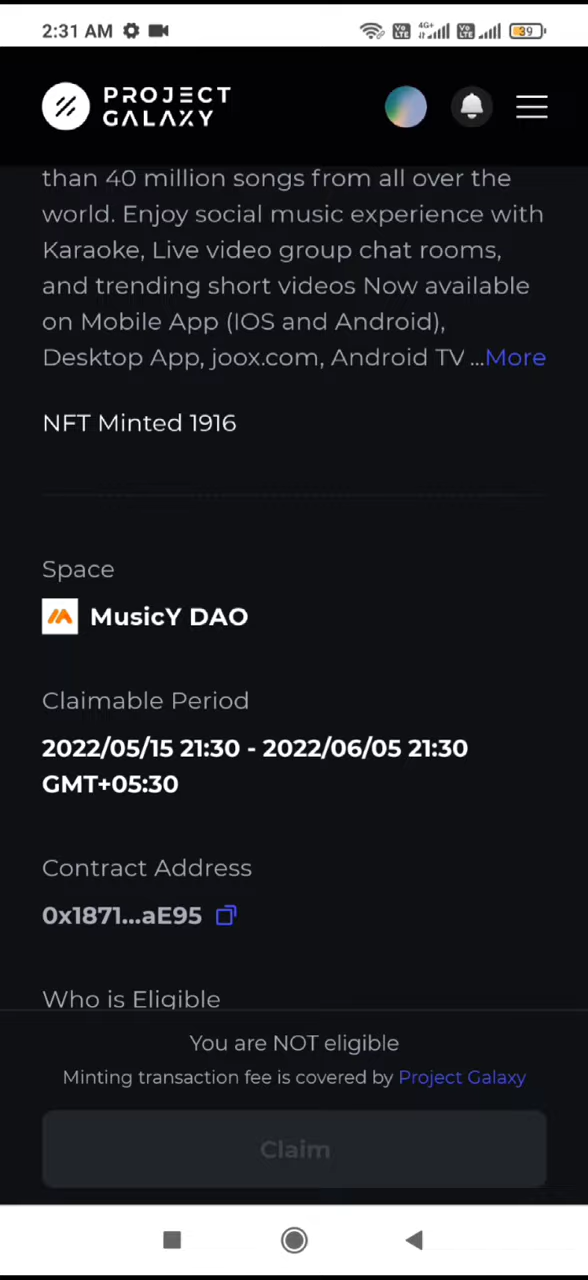 2:31 AM
4G+
39
PROJECT
GALAXY
than 40 million songs from all over the
world. Enjoy social music experience with
Karaoke, Live video group chat rooms,
and trending short videos Now available
on Mobile App (IOS and Android),
Desktop App, joox.com, Android TV ...More
NFT Minted 1916
Space
MusicY DAO
Claimable Period
2022/05/15 21:30 - 2022/06/05 21:30
GMT+05:30
Contract Address
0x1871...aE95
Who is Eligible
You are NOT eligible
Minting transaction fee is covered by Project Galaxy
Claim